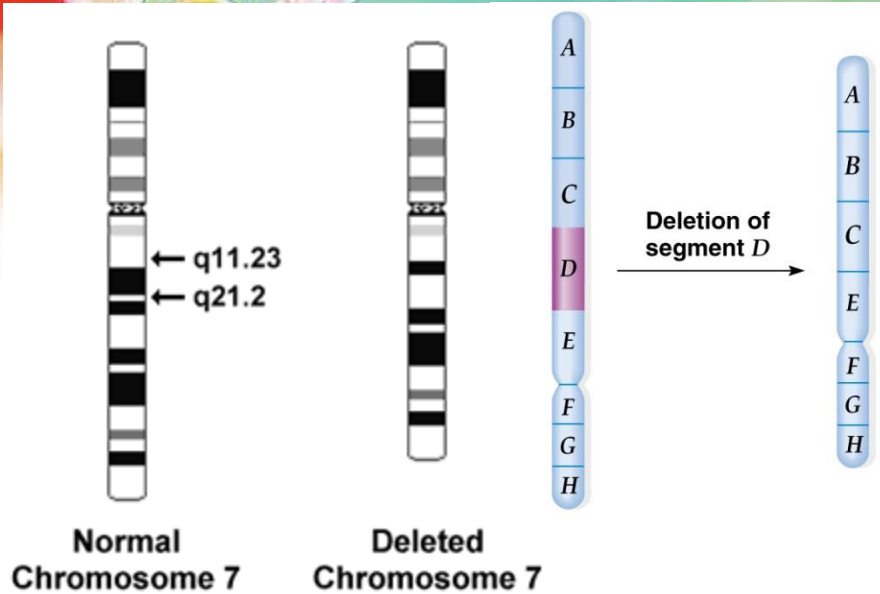 q11.23
q21.2
Normal
Chromosome 7
Deleted
Chromosome 7
A
B
C
D
E
F
G
H
Deletion of
segment D
A
B
C
E
F
G
H